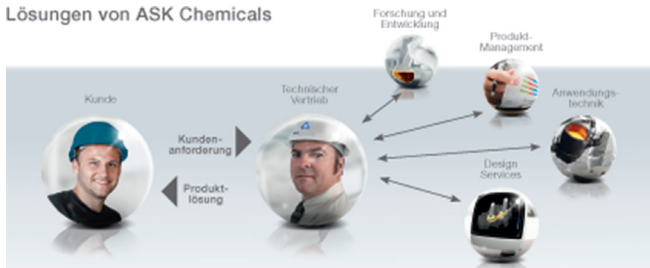 Lösungen von ASK Chemicals
Forschung und
Entwicklung
Produkt-
Management
Kunde
Technischer
Vertrieb
Anwendungs-
technik
Kunden-
anforderung
Produkt-
lösung
Design
Services